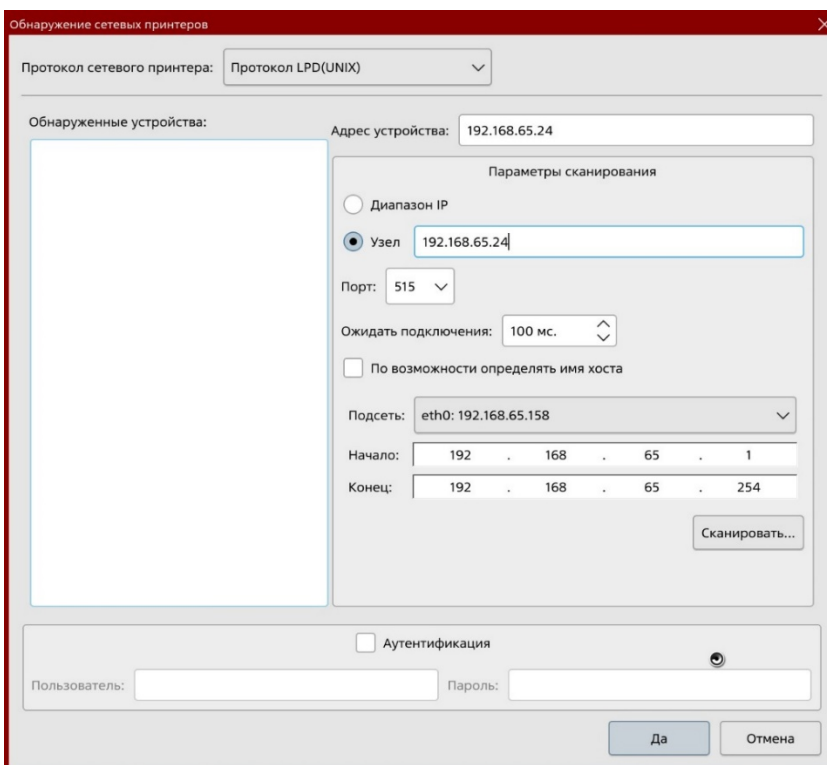 Обнаружение сетевых принтеров
Протокол сетевого принтера: Протокол LPD(UNIX)
Обнаруженные устройства:
Адрес устройства: 192.168.65.24
Параметры сканирования
Диапазон IP
Узел 192.168.65.24
Порт: 515
Ожидать подключения: 100 мс.
По возможности определять имя хоста
Подсеть: eth0: 192.168.65.158
Начало: 192 . 168 . 65 . 1
Конец: 192 . 168 . 65 . 254
Сканировать...
Аутентификация
Пользователь: Пароль:
Да Отмена